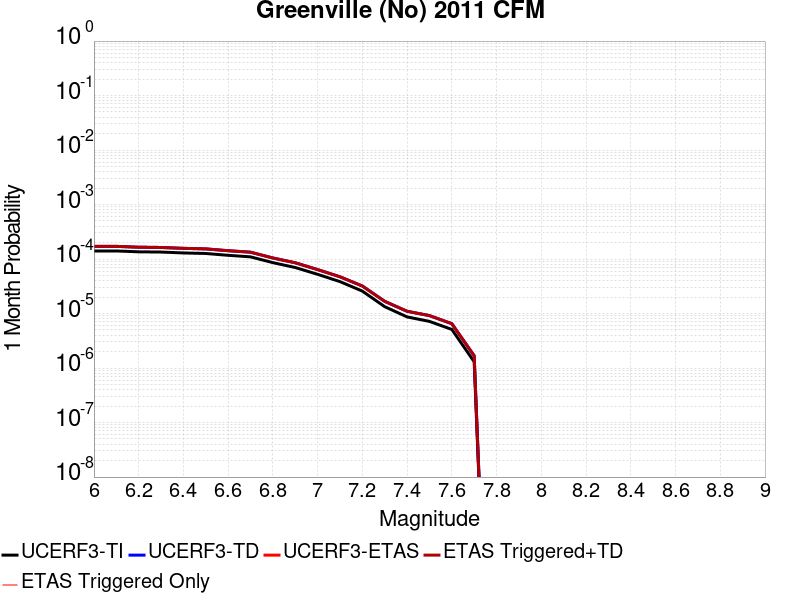 Greenville (No) 2011 CFM
10^0
10^-1
10^-2
10^-3
10^-4
10^-5
10^-6
10^-7
10^-8
1 Month Probability
6 6.2 6.4 6.6 6.8 7 7.2 7.4 7.6 7.8 8 8.2 8.4 8.6 8.8 9
Magnitude
UCERF3-TI UCERF3-TD UCERF3-ETAS ETAS Triggered+TD
ETAS Triggered Only